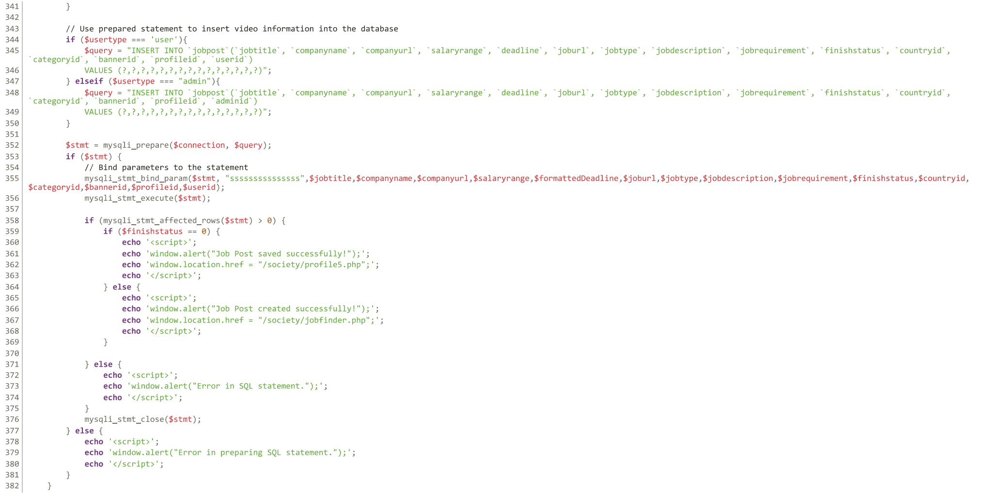 341         }
342
343         // Use prepared statement to insert video information into the database
344         if ($usertype === 'user'){
345             $query = "INSERT INTO `jobpost`(`jobtitle`, `companyname`, `companyurl`, `salaryrange`, `deadline`, `joburl`, `jobtype`, `jobdescription`, `jobrequirement`, `finishstatus`, `countryid`,
`categoryid`, `bannerid`, `profileid`, `userid`)
346             VALUES (?,?,?,?,?,?,?,?,?,?,?,?,?,?,?)";
347         } elseif ($usertype === "admin"){
348             $query = "INSERT INTO `jobpost`(`jobtitle`, `companyname`, `companyurl`, `salaryrange`, `deadline`, `joburl`, `jobtype`, `jobdescription`, `jobrequirement`, `finishstatus`, `countryid`,
`categoryid`, `bannerid`, `profileid`, `adminid`)
349             VALUES (?,?,?,?,?,?,?,?,?,?,?,?,?,?,?)";
350         }
351
352         $stmt = mysqli_prepare($connection, $query);
353         if ($stmt) {
354             // Bind parameters to the statement
355             mysqli_stmt_bind_param($stmt, "sssssssssssssss",$jobtitle,$companyname,$companyurl,$salaryrange,$formattedDeadline,$joburl,$jobtype,$jobdescription,$jobrequirement,$finishstatus,$countryid,
$categoryid,$bannerid,$profileid,$userid);
356             mysqli_stmt_execute($stmt);
357
358             if (mysqli_stmt_affected_rows($stmt) > 0) {
359                 if ($finishstatus == 0) {
360                     echo '<script>';
361                     echo 'window.alert("Job Post saved successfully!");';
362                     echo 'window.location.href = "/society/profile5.php";';
363                     echo '</script>';
364                 } else {
365                     echo '<script>';
366                     echo 'window.alert("Job Post created successfully!");';
367                     echo 'window.location.href = "/society/jobfinder.php";';
368                     echo '</script>';
369                 }
370
371             } else {
372                 echo '<script>';
373                 echo 'window.alert("Error in SQL statement.");';
374                 echo '</script>';
375             }
376             mysqli_stmt_close($stmt);
377         } else {
378             echo '<script>';
379             echo 'window.alert("Error in preparing SQL statement.");';
380             echo '</script>';
381         }
382     }